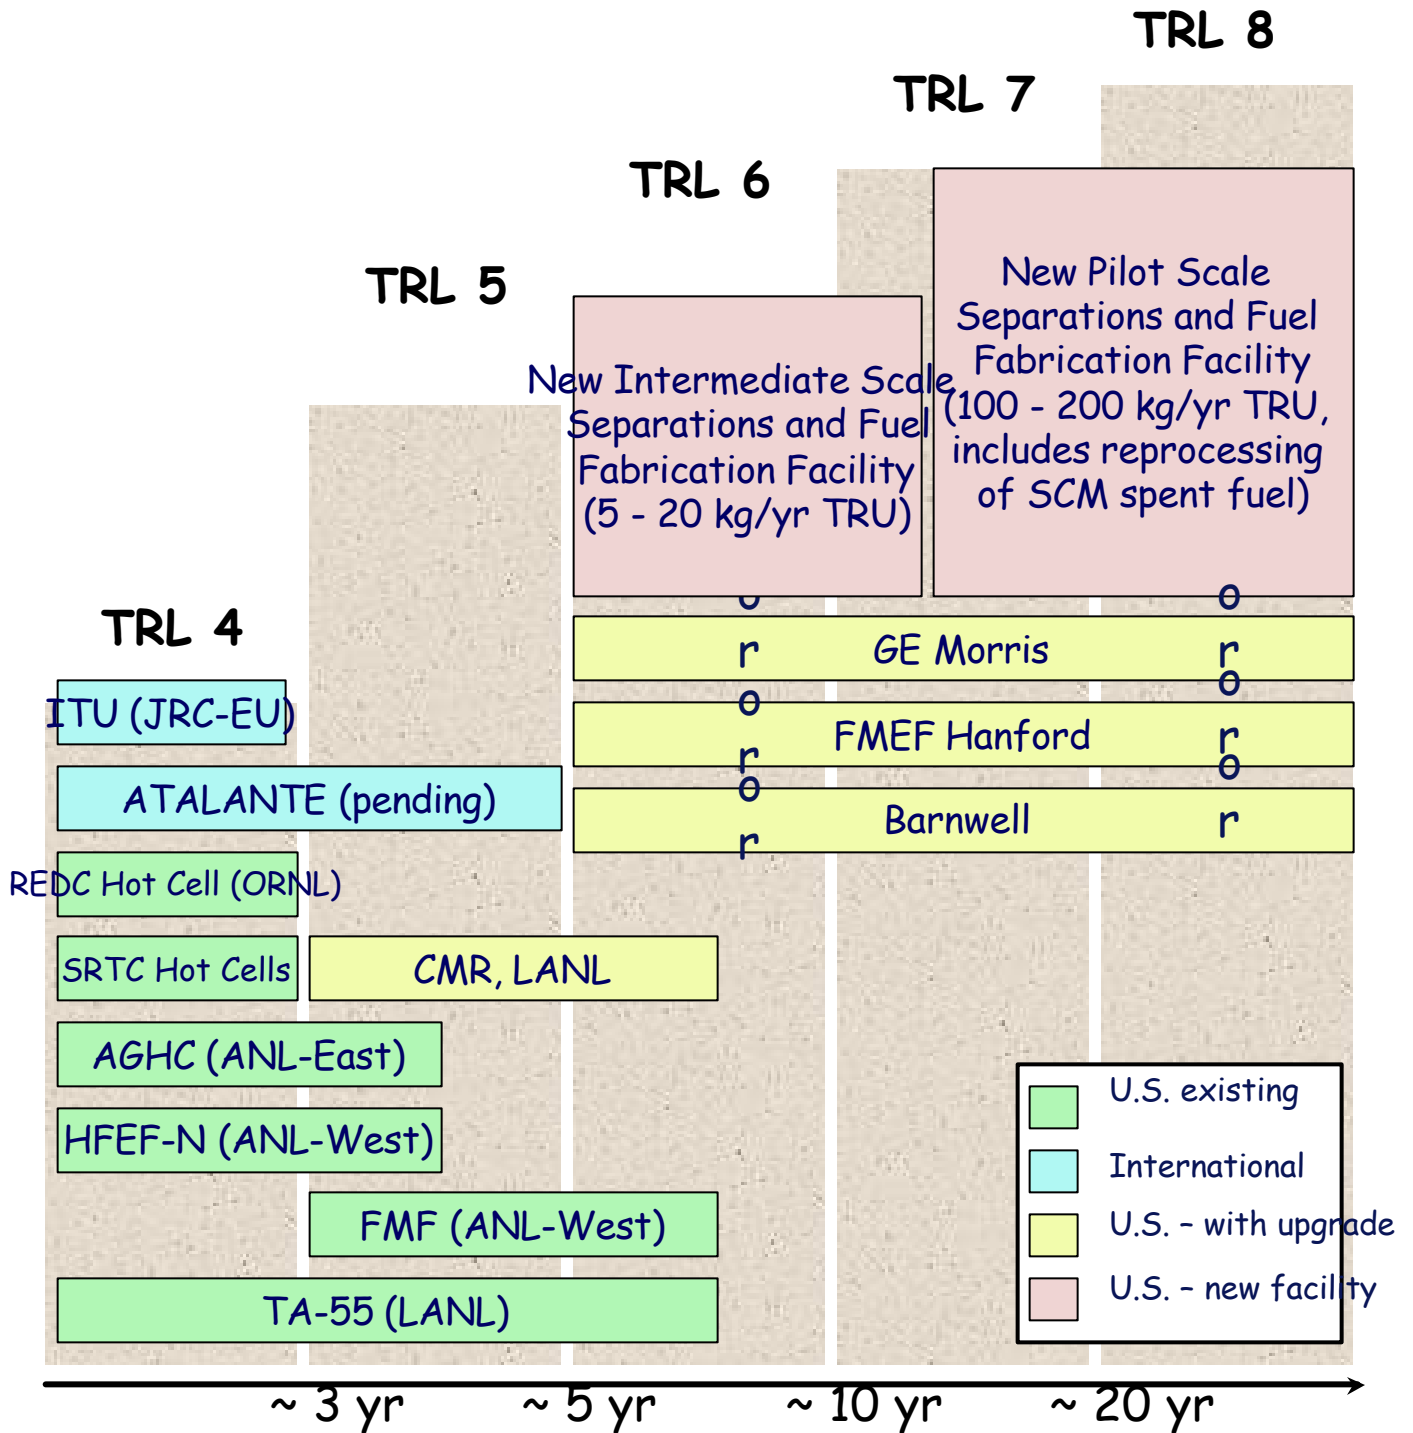 TRL 8
TRL 7
TRL 6
TRL 5
New Pilot Scale
Separations and Fuel
Fabrication Facility
(100 - 200 kg/yr TRU,
includes reprocessing
of SCM spent fuel)
New Intermediate Scale
Separations and Fuel
Fabrication Facility
(5 - 20 kg/yr TRU)
TRL 4
o
r
o
r
GE Morris
ITU (JRC-EU)
o
r
o
r
FMEF Hanford
ATALANTE (pending)
o
r
o
r
Barnwell
REDC Hot Cell (ORNL)
SRTC Hot Cells
CMR, LANL
AGHC (ANL-East)
HFEF-N (ANL-West)
FMF (ANL-West)
TA-55 (LANL)
U.S. existing
International
U.S. – with upgrade
U.S. – new facility
~ 3 yr
~ 5 yr
~ 10 yr
~ 20 yr